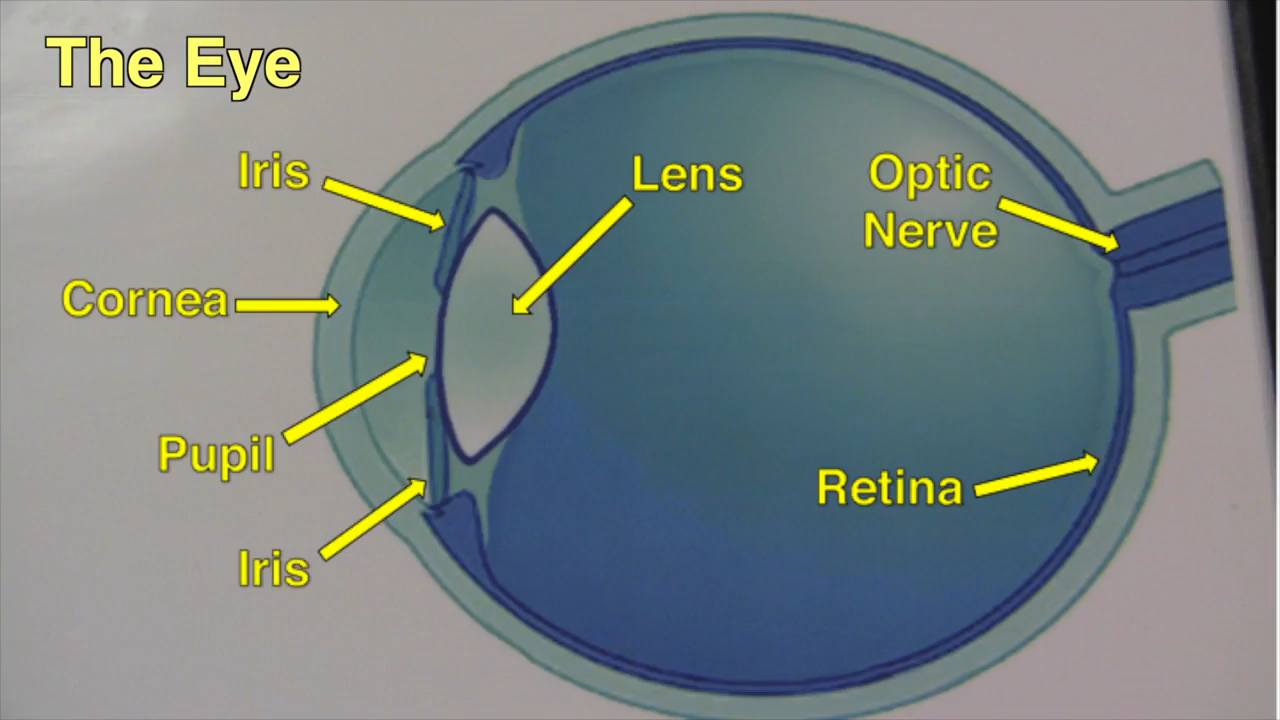 The Eye
Iris
Lens
Optic
Nerve
Cornea
Pupil
Retina
Iris